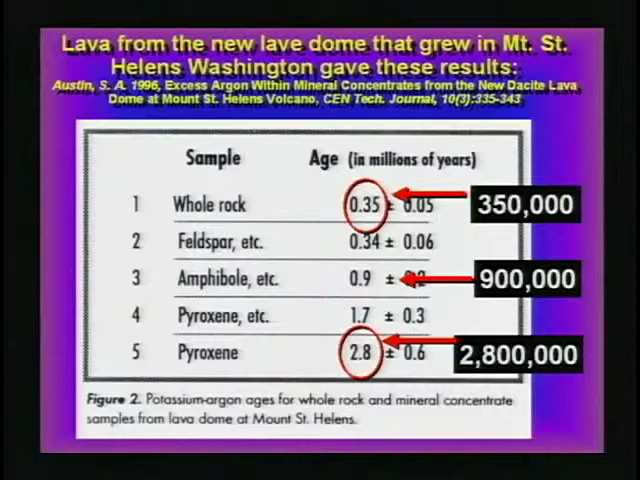 Lava from the new lave dome that grew in Mt. St.
Helens Washington gave these results:
Austin, S. A. 1996, Excess Argon Within Mineral Concentrates from the New Dacite Lava
Dome at Mount St. Helens Volcano, CEN Tech. Journal, 10(3):335-343
Sample Age (in millions of years)
1 Whole rock 0.35 ± 0.05 350,000
2 Feldspar, etc. 0.34 ± 0.06
3 Amphibole, etc. 0.9 ± 900,000
4 Pyroxene, etc. 1.7 ± 0.3
5 Pyroxene 2.8 ± 0.6 2,800,000
Figure 2. Potassium-argon ages for whole rock and mineral concentrate
samples from lava dome at Mount St. Helens.